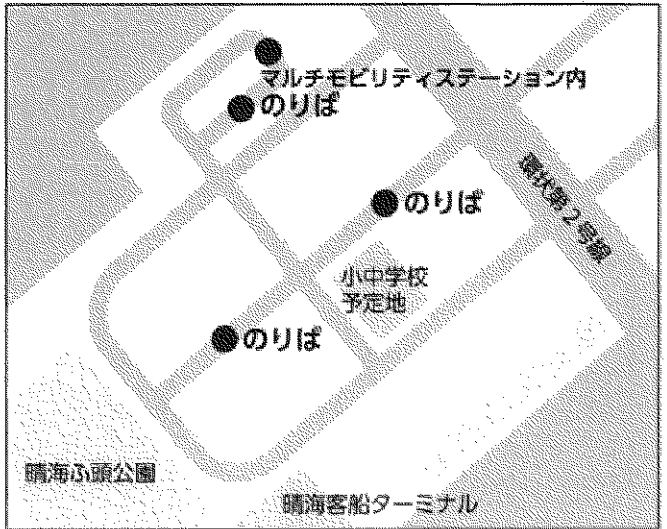 マルチモビリティステーション内
のりば
のりば
環状第2号線
小中学校
予定地
のりば
晴海ふ頭公園
晴海客船ターミナル